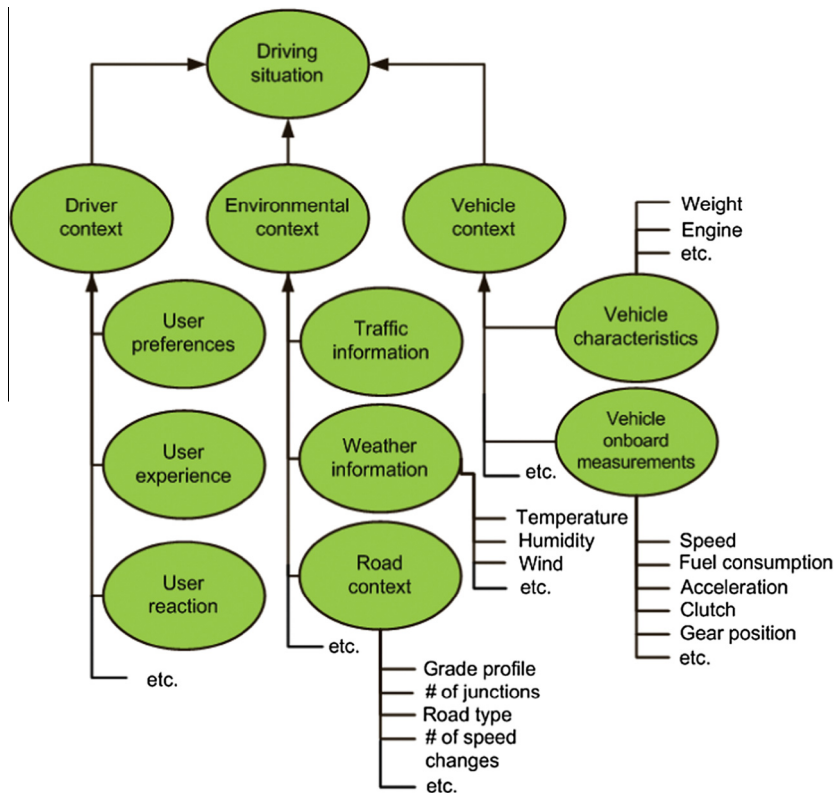 Driving
situation
Driver
context
Environmental
context
Vehicle
context
Weight
Engine
etc.
Vehicle
characteristics
User
preferences
Traffic
information
Vehicle
onboard
measurements
User
experience
Weather
information
etc.
Temperature
Humidity
Wind
etc.
Speed
Fuel consumption
Acceleration
Clutch
Gear position
etc.
User
reaction
Road
context
etc.
etc.
Grade profile
# of junctions
Road type
# of speed
changes
etc.